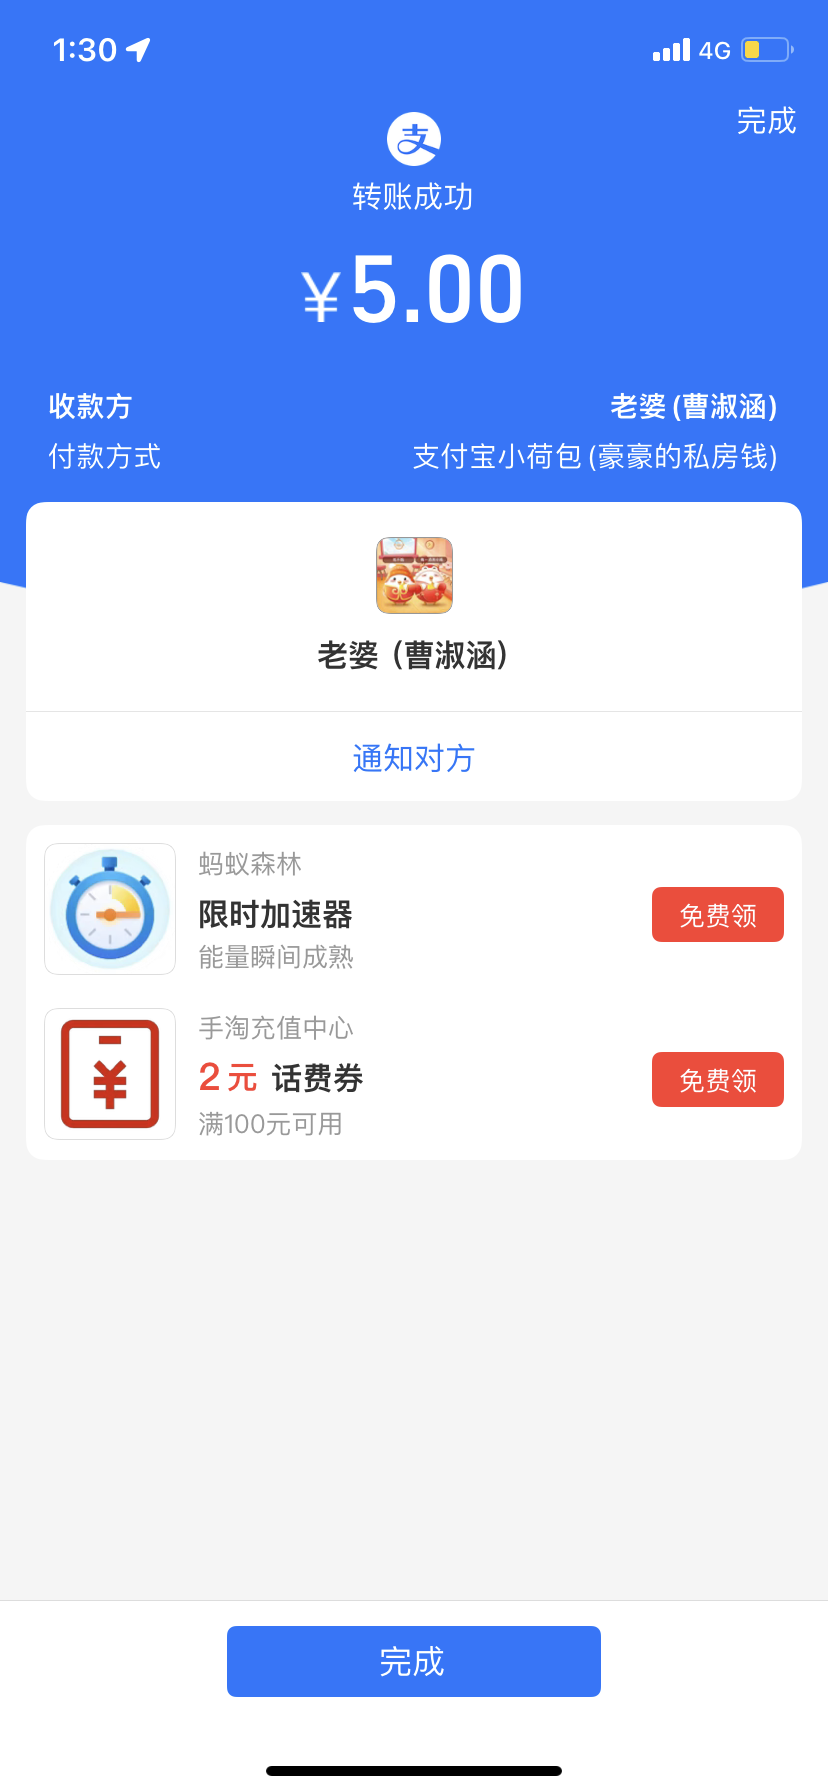 1:30
4G
完成
支
转账成功
¥5.00
收款方 老婆 (曹淑涵)
付款方式 支付宝小荷包 (豪豪的私房钱)
老婆 (曹淑涵)
通知对方
蚂蚁森林
限时加速器
能量瞬间成熟
免费领
手淘充值中心
2元 话费券
满100元可用
免费领
完成